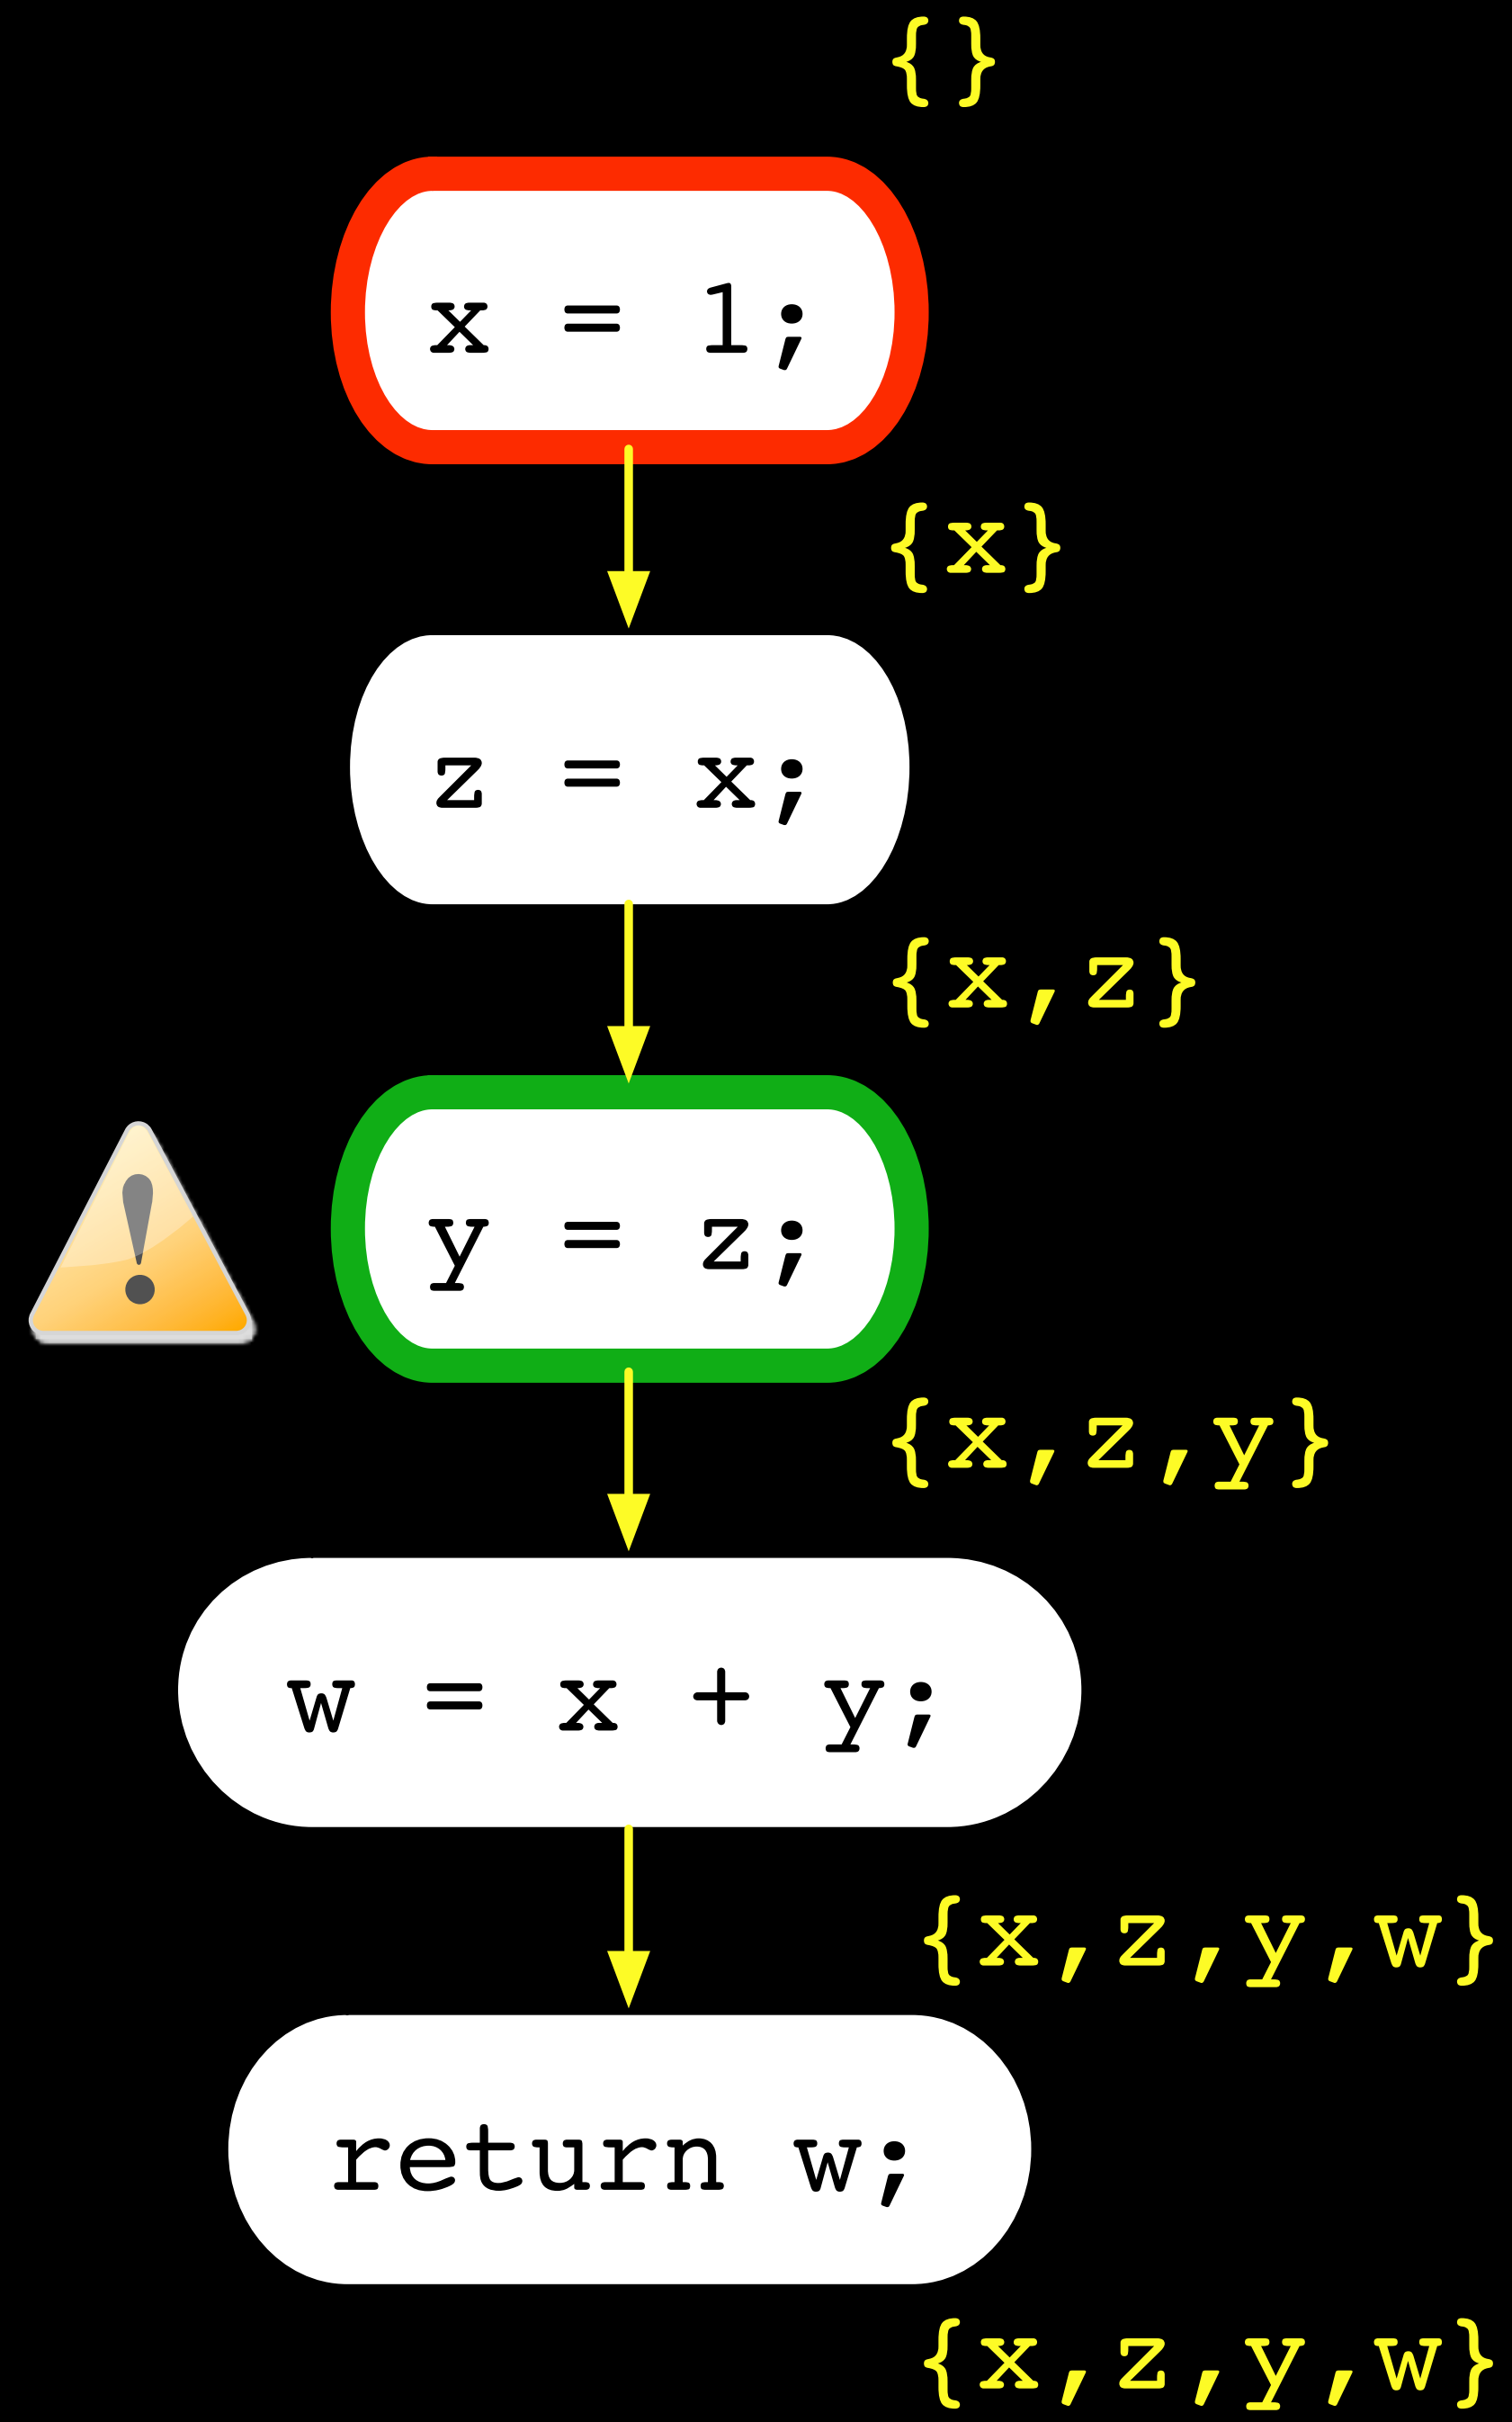 {}
x = 1;
{x}
z = x;
{x,z}
!
y = z;
{x,z,y}
w = x + y;
{x,z,y,w}
return w;
{x,z,y,w}